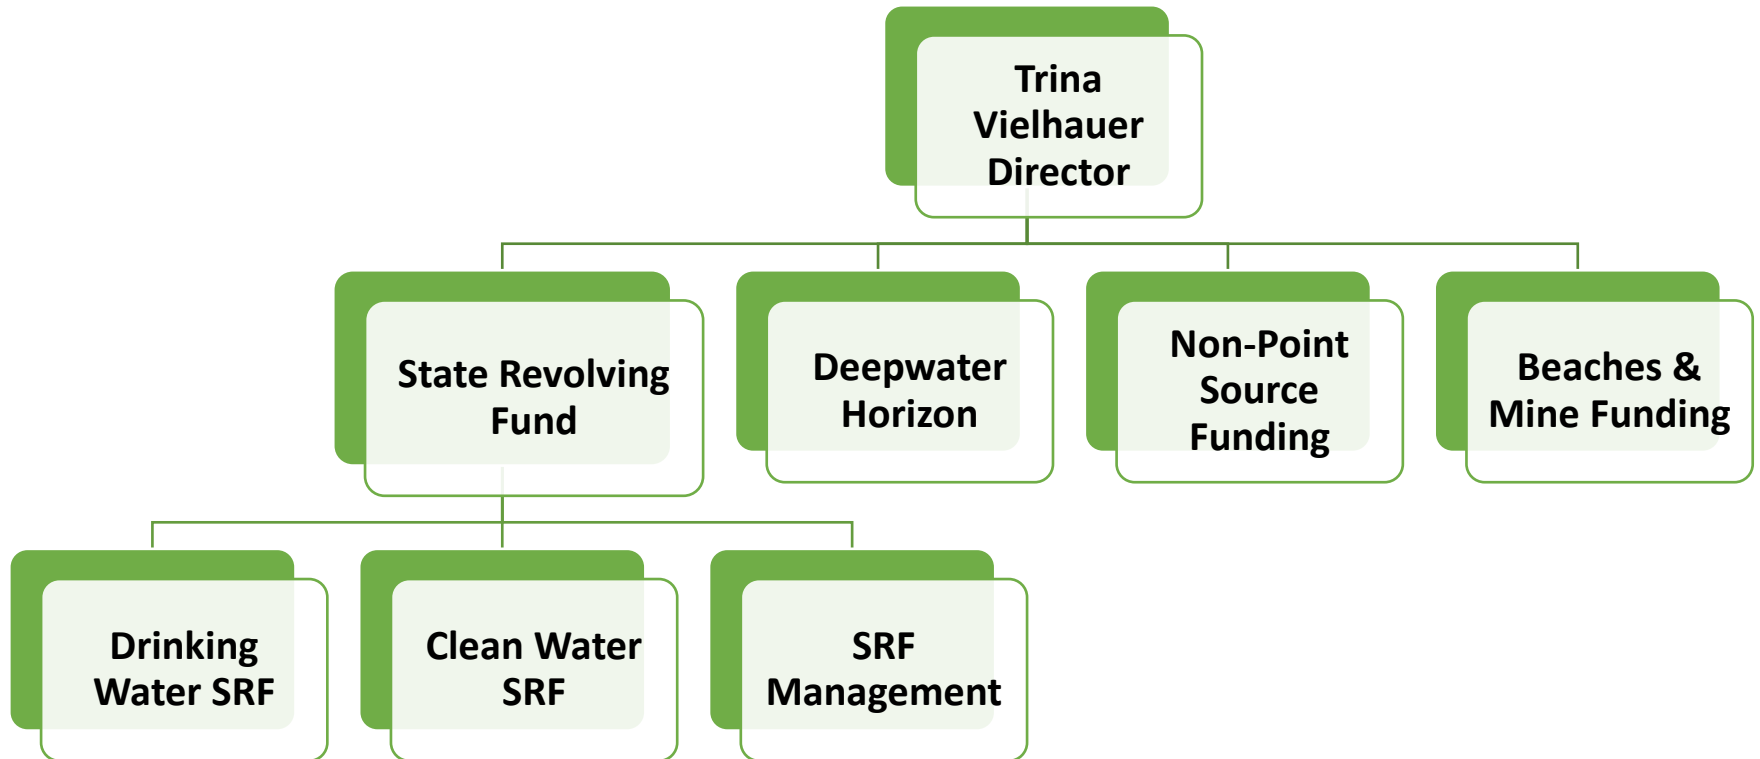 Trina
Vielhauer
Director
State Revolving
Fund
Deepwater
Horizon
Non-Point
Source
Funding
Beaches &
Mine Funding
Drinking
Water SRF
Clean Water
SRF
SRF
Management